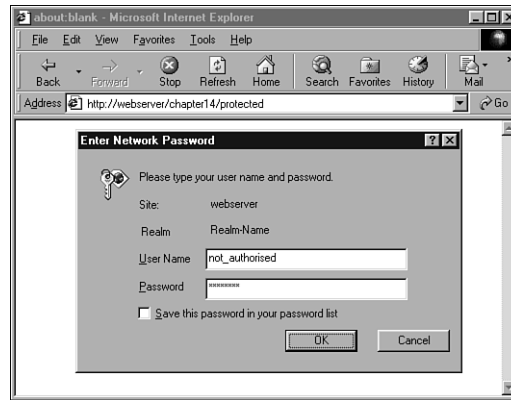 about:blank - Microsoft Internet Explorer
File Edit View Favorites Tools Help
Back Forward Stop Refresh Home Search Favorites History Mail
Address http://webserver/chapter14/protected Go
Enter Network Password
Please type your user name and password.
Site: webserver
Realm Realm-Name
User Name not_authorised
Password ********
Save this password in your password list
OK Cancel